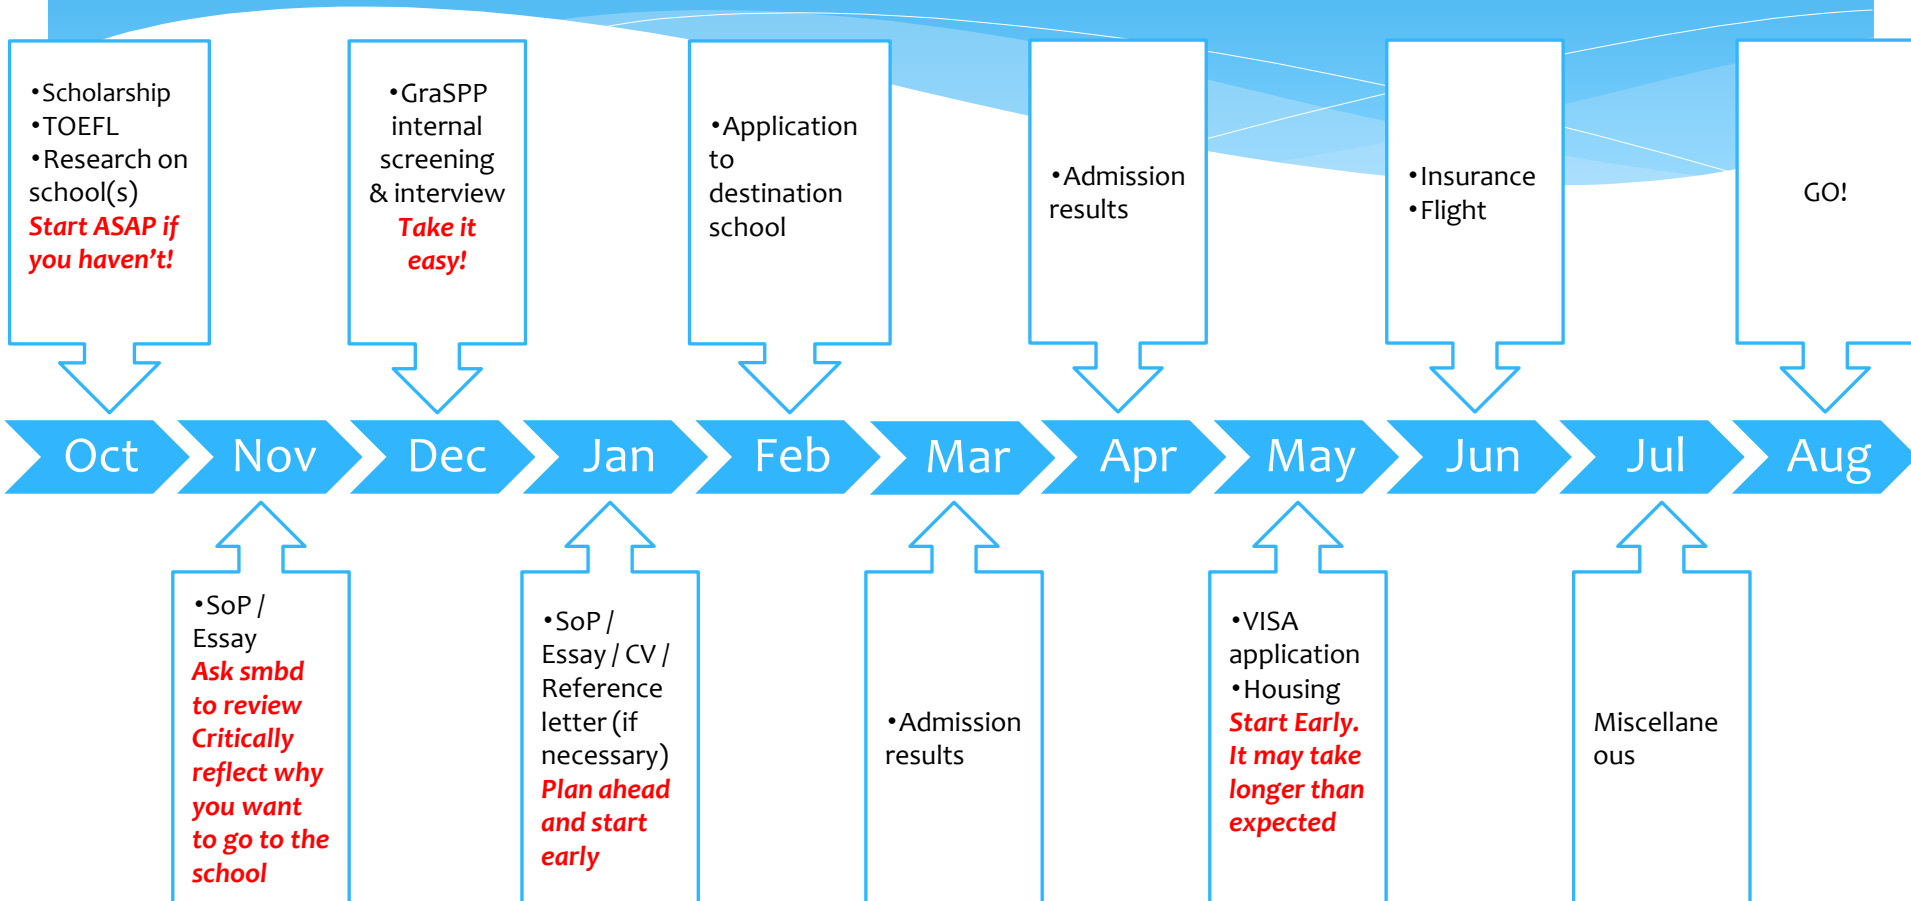 •Scholarship
•TOEFL
•Research on
school(s)
Start ASAP if
you haven't!
•GraSPP
internal
screening
& interview
Take it
easy!
•Application
to
destination
school
•Admission
results
•Insurance
•Flight
GO!
Oct
Nov
Dec
Jan
Feb
Mar
Apr
May
Jun
Jul
Aug
•SoP /
Essay
Ask smbd
to review
Critically
reflect why
you want
to go to the
school
•SoP /
Essay / CV /
Reference
letter (if
necessary)
Plan ahead
and start
early
•Admission
results
•VISA
application
•Housing
Start Early.
It may take
longer than
expected
Miscellane
ous